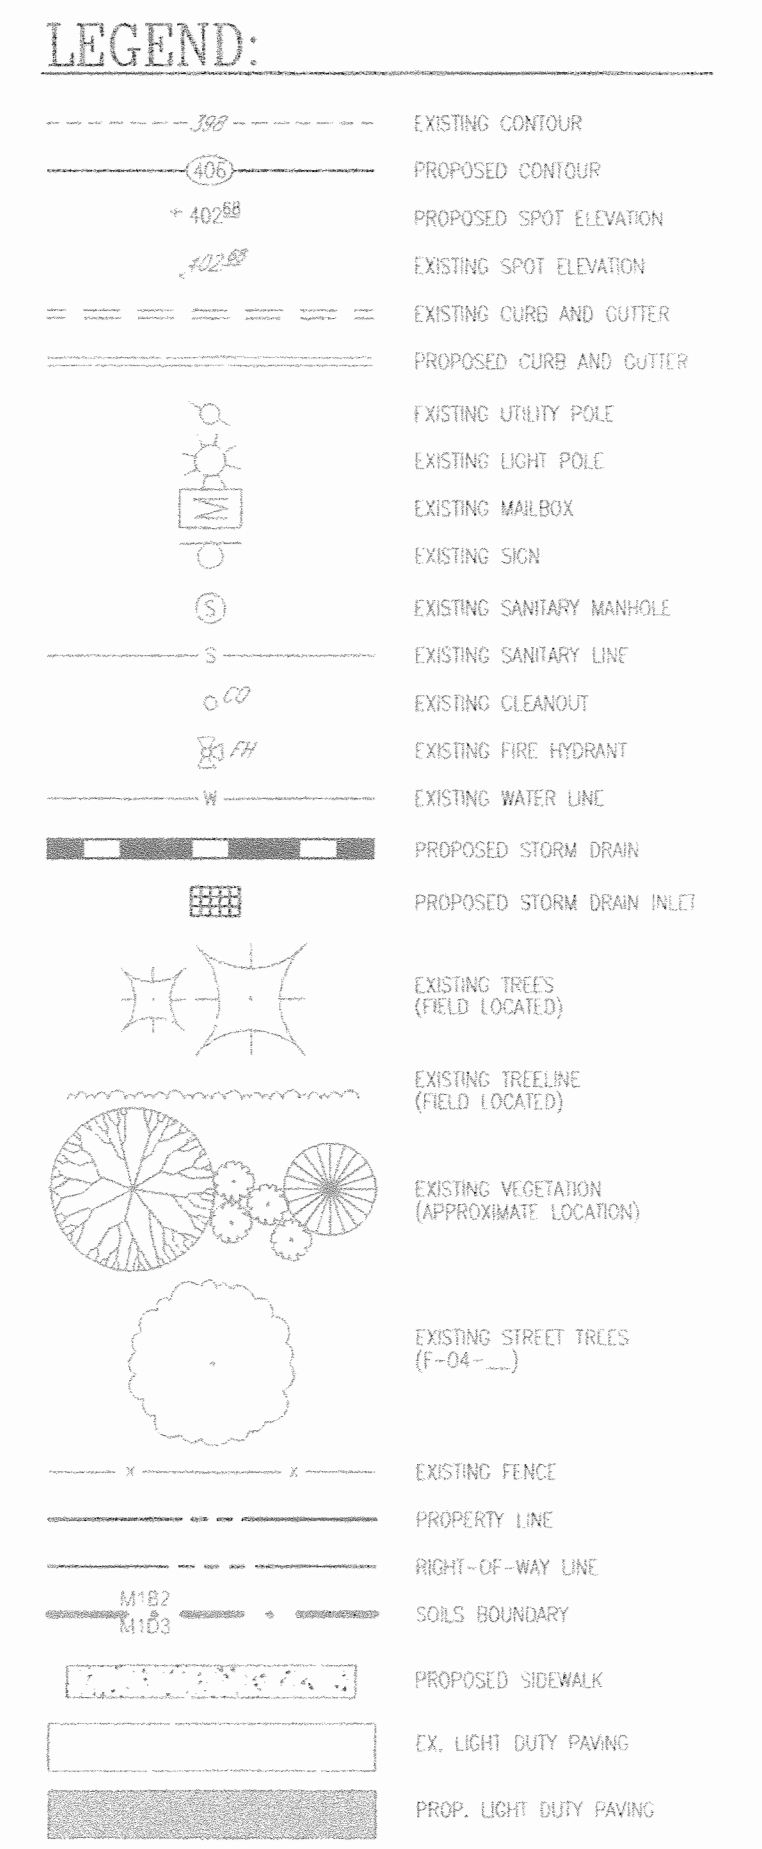 LEGEND:
398 EXISTING CONTOUR
406 PROPOSED CONTOUR
+ 402⁶⁸ PROPOSED SPOT ELEVATION
402.88 EXISTING SPOT ELEVATION
EXISTING CURB AND GUTTER
PROPOSED CURB AND GUTTER
EXISTING UTILITY POLE
EXISTING LIGHT POLE
M EXISTING MAILBOX
EXISTING SIGN
S EXISTING SANITARY MANHOLE
S EXISTING SANITARY LINE
CO EXISTING CLEANOUT
FH EXISTING FIRE HYDRANT
W EXISTING WATER LINE
PROPOSED STORM DRAIN
PROPOSED STORM DRAIN INLET
EXISTING TREES
(FIELD LOCATED)
EXISTING TREELINE
(FIELD LOCATED)
EXISTING VEGETATION
(APPROXIMATE LOCATION)
EXISTING STREET TREES
(F-04-__)
x x EXISTING FENCE
PROPERTY LINE
RIGHT-OF-WAY LINE
M1B2
M1D3
SOILS BOUNDARY
PROPOSED SIDEWALK
EX. LIGHT DUTY PAVING
PROP. LIGHT DUTY PAVING